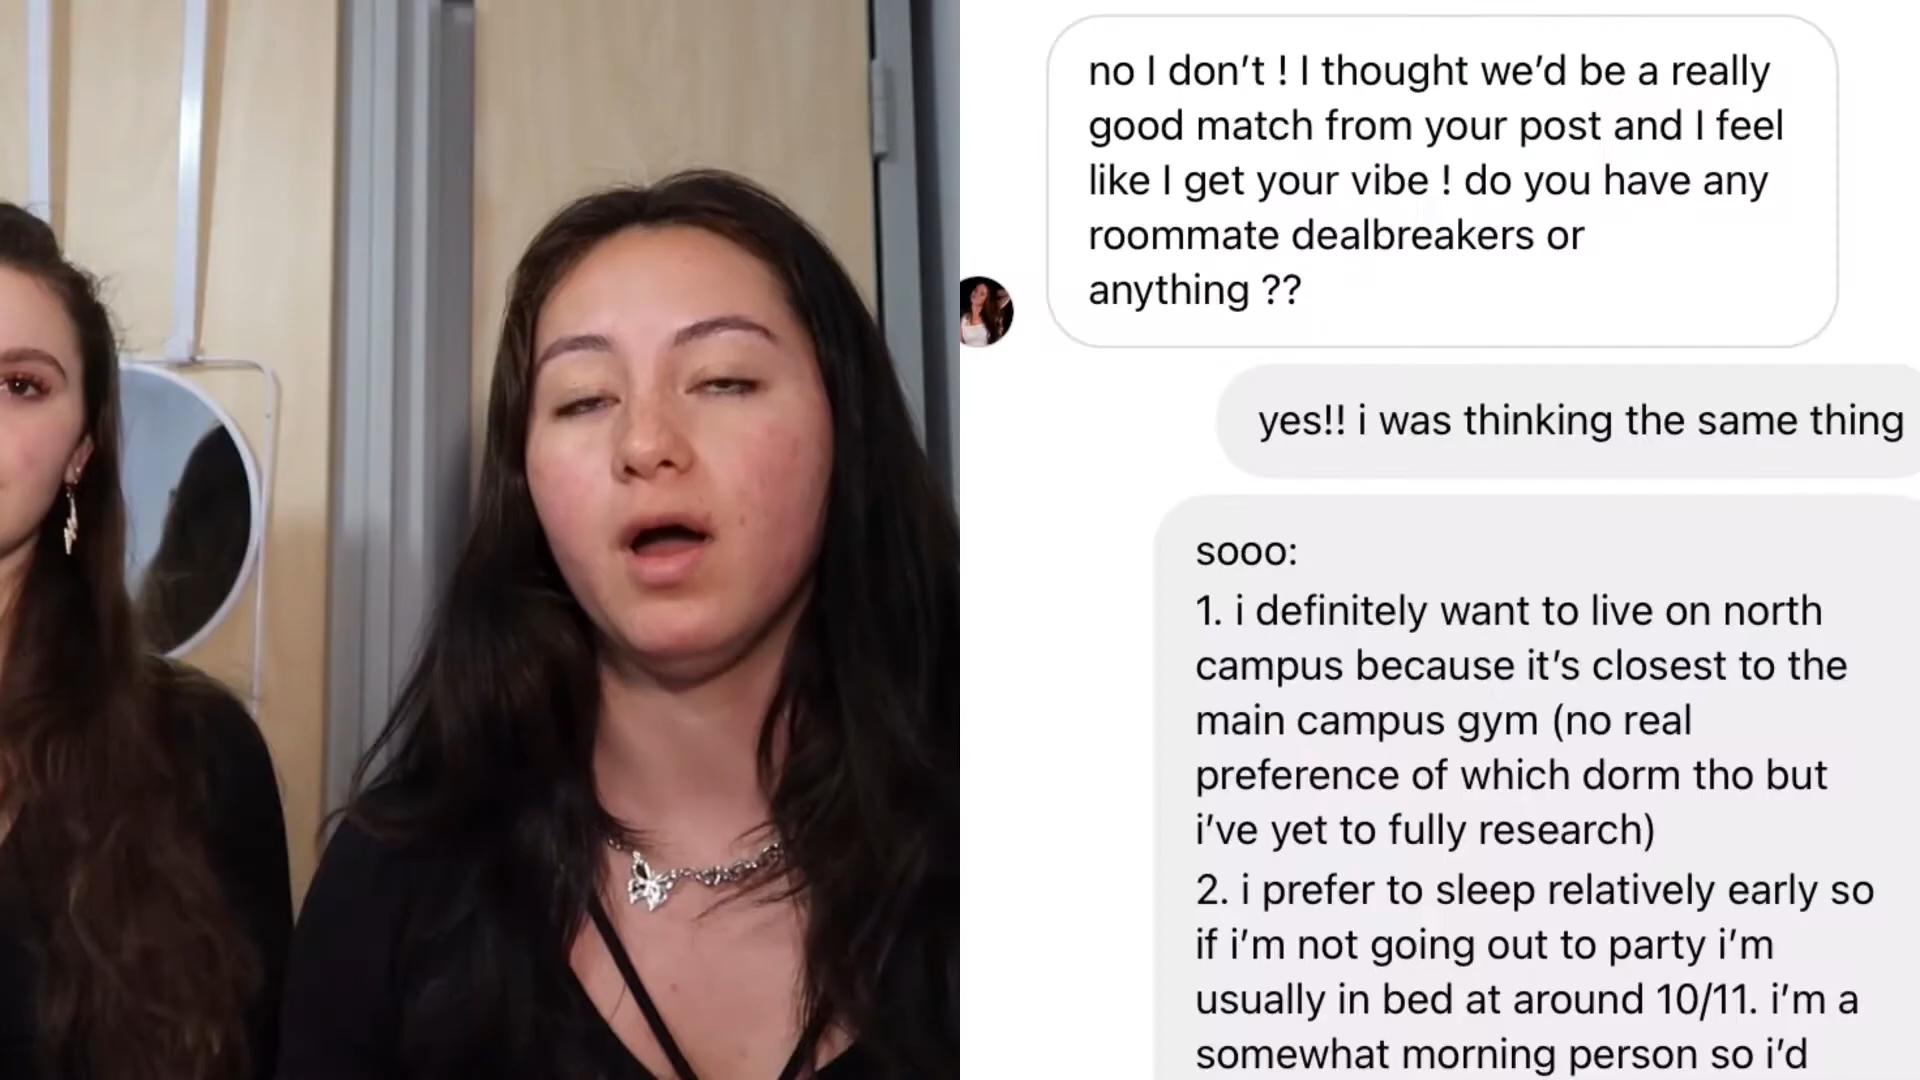 no I don’t ! I thought we’d be a really
good match from your post and I feel
like I get your vibe ! do you have any
roommate dealbreakers or
anything ??
yes!! i was thinking the same thing
sooo:
1. i definitely want to live on north
campus because it’s closest to the
main campus gym (no real
preference of which dorm tho but
i’ve yet to fully research)
2. i prefer to sleep relatively early so
if i’m not going out to party i’m
usually in bed at around 10/11. i’m a
somewhat morning person so i’d